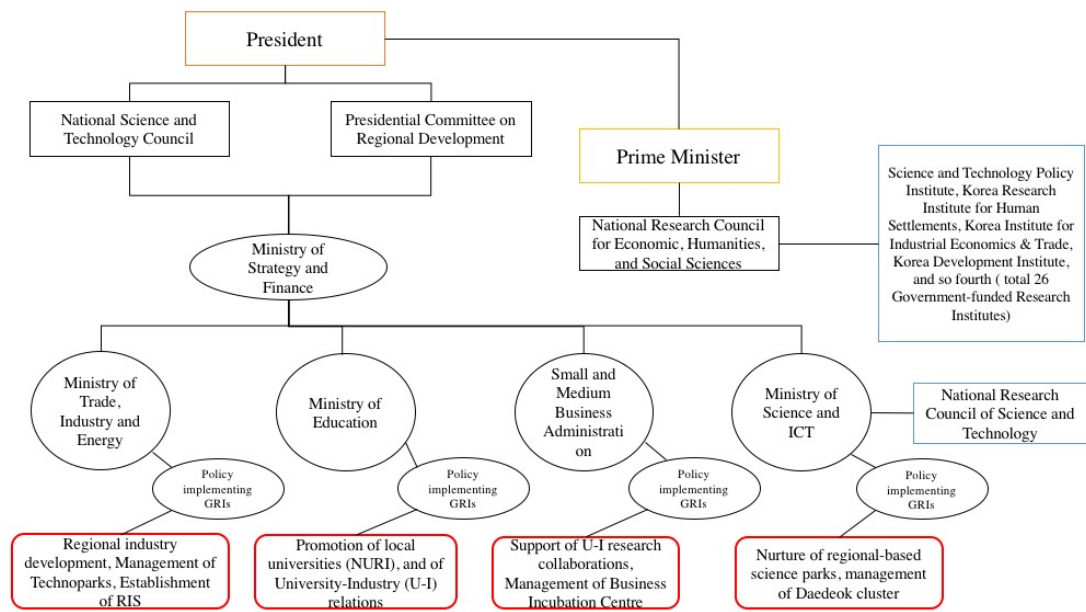 President
National Science and
Technology Council
Presidential Committee on
Regional Development
Prime Minister
National Research Council
for Economic, Humanities,
and Social Sciences
Science and Technology Policy
Institute, Korea Research
Institute for Human
Settlements, Korea Institute for
Industrial Economics & Trade,
Korea Development Institute,
and so fourth ( total 26
Government-funded Research
Institutes)
Ministry of
Strategy and
Finance
Ministry of
Trade,
Industry and
Energy
Ministry of
Education
Small and
Medium
Business
Administrati
on
Ministry of
Science and
ICT
National Research
Council of Science and
Technology
Policy
implementing
GRIs
Policy
implementing
GRIs
Policy
implementing
GRIs
Policy
implementing
GRIs
Regional industry
development, Management of
Technoparks, Establishment
of RIS
Promotion of local
universities (NURI), and of
University-Industry (U-I)
relations
Support of U-I research
collaborations,
Management of Business
Incubation Centre
Nurture of regional-based
science parks, management
of Daedeok cluster